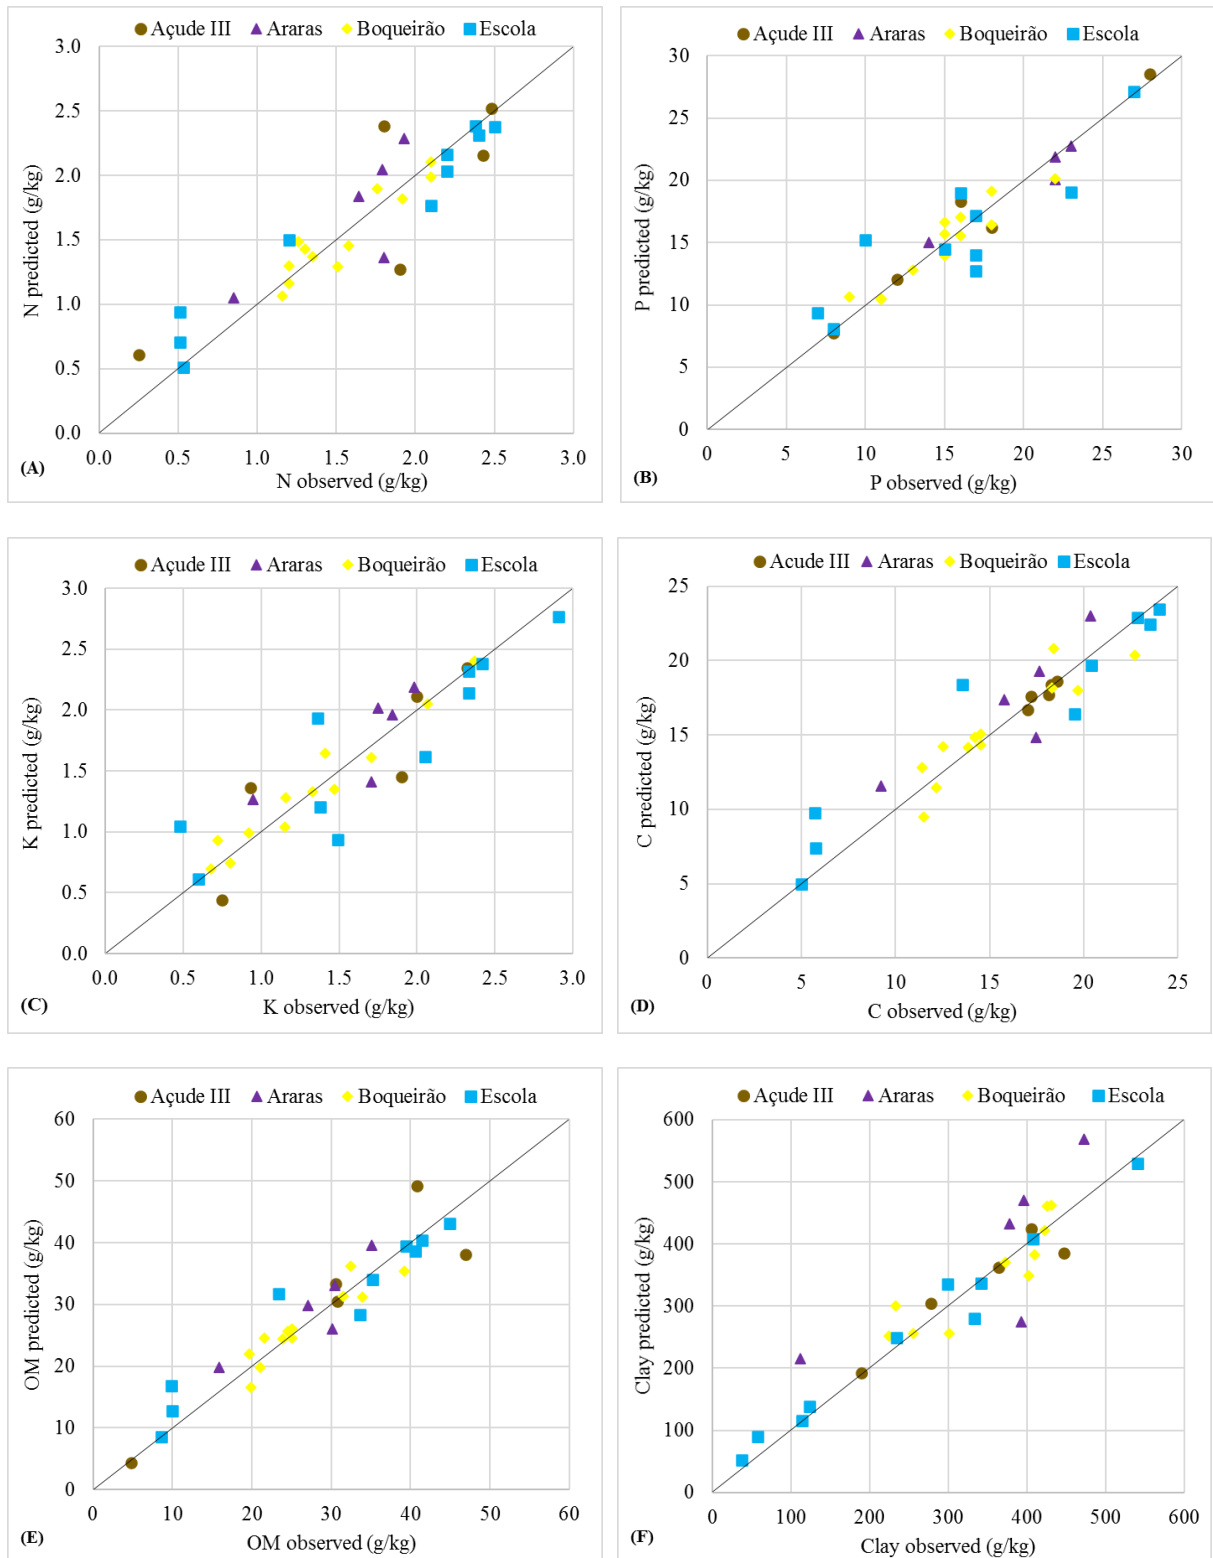 Açude III Araras Boqueirão Escola
3.0
2.5
2.0
1.5
1.0
0.5
0.0
N predicted (g/kg)
0.0 0.5 1.0 1.5 2.0 2.5 3.0
N observed (g/kg)
(A)
Açude III Araras Boqueirão Escola
30
25
20
15
10
5
0
P predicted (g/kg)
0 5 10 15 20 25 30
P observed (g/kg)
(B)
Açude III Araras Boqueirão Escola
3.0
2.5
2.0
1.5
1.0
0.5
0.0
K predicted (g/kg)
0.0 0.5 1.0 1.5 2.0 2.5 3.0
K observed (g/kg)
(C)
Açude III Araras Boqueirão Escola
25
20
15
10
5
0
C predicted (g/kg)
0 5 10 15 20 25
C observed (g/kg)
(D)
Açude III Araras Boqueirão Escola
60
50
40
30
20
10
0
OM predicted (g/kg)
0 10 20 30 40 50 60
OM observed (g/kg)
(E)
Açude III Araras Boqueirão Escola
600
500
400
300
200
100
0
Clay predicted (g/kg)
0 100 200 300 400 500 600
Clay observed (g/kg)
(F)